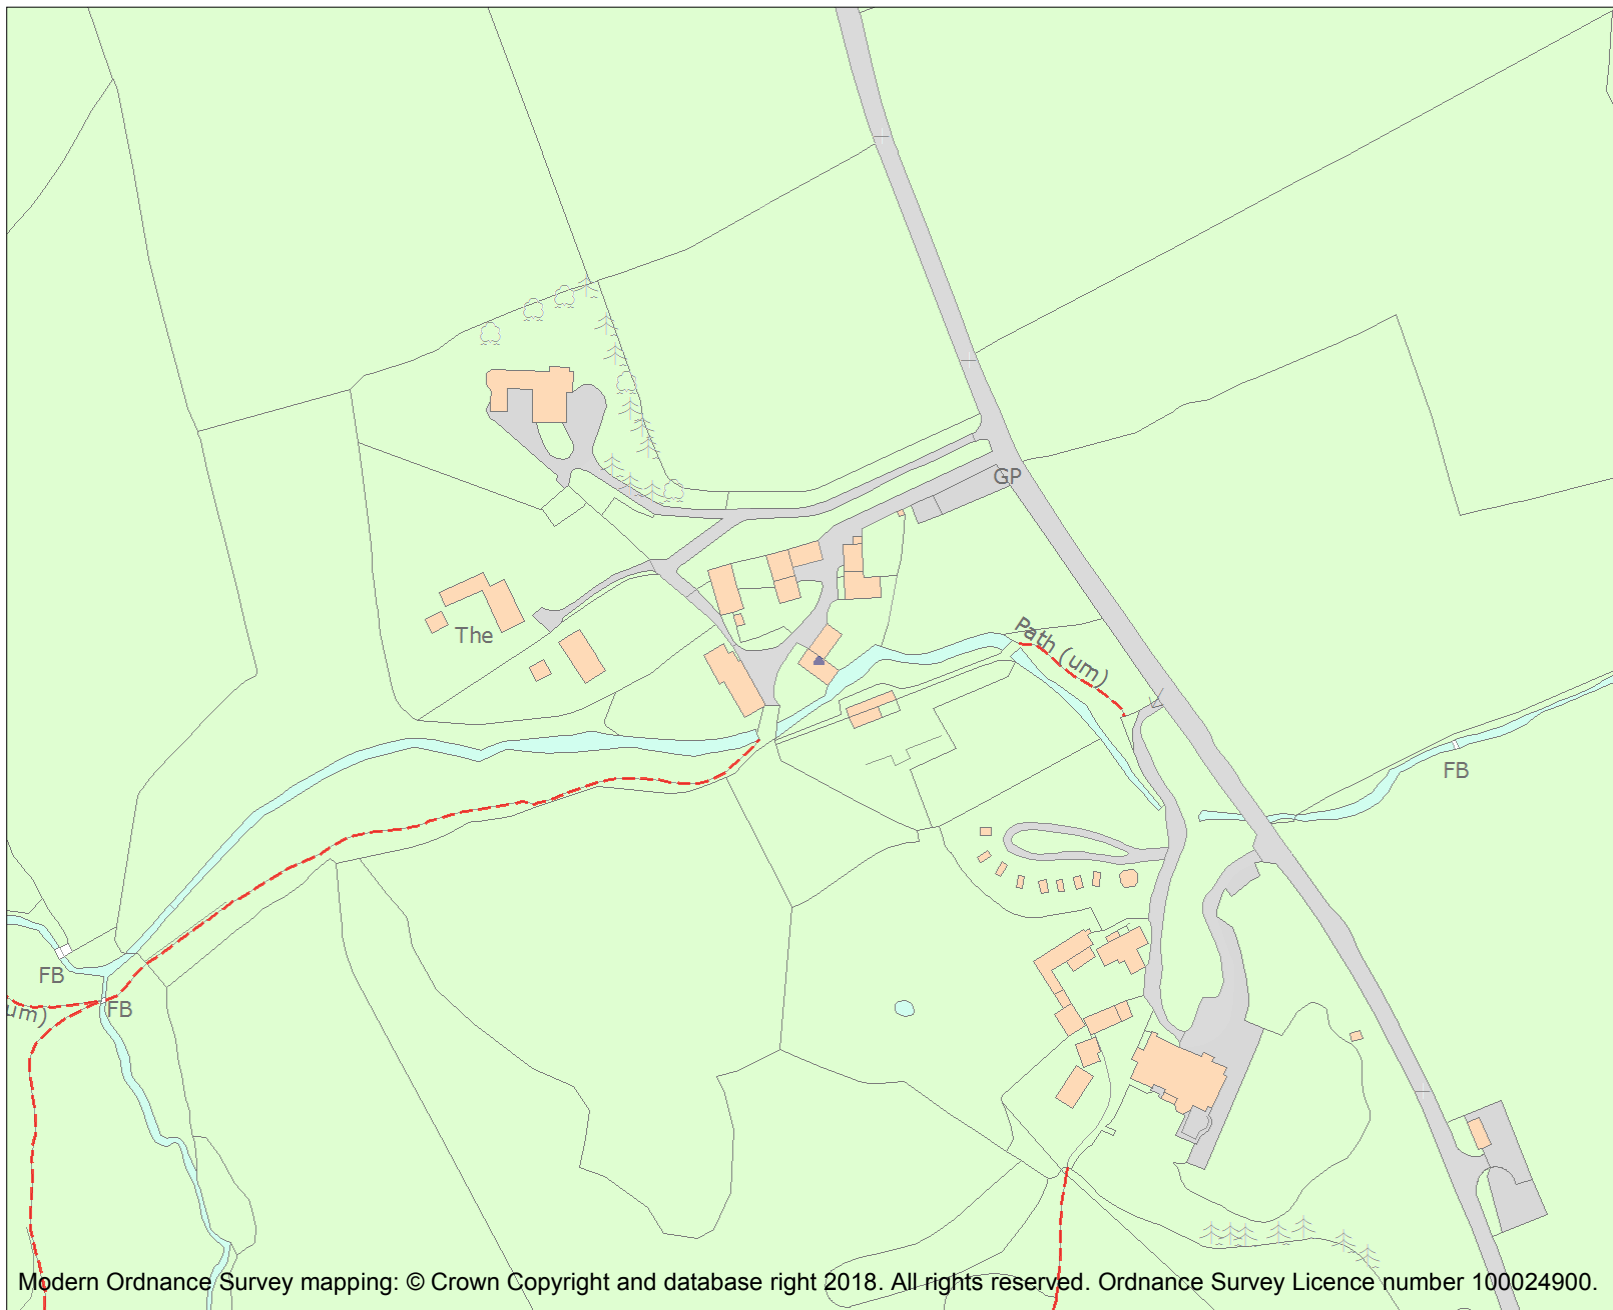 GP
The
Path (um)
FB
FB
FB
um)
Modern Ordnance Survey mapping: © Crown Copyright and database right 2018. All rights reserved. Ordnance Survey Licence number 100024900.